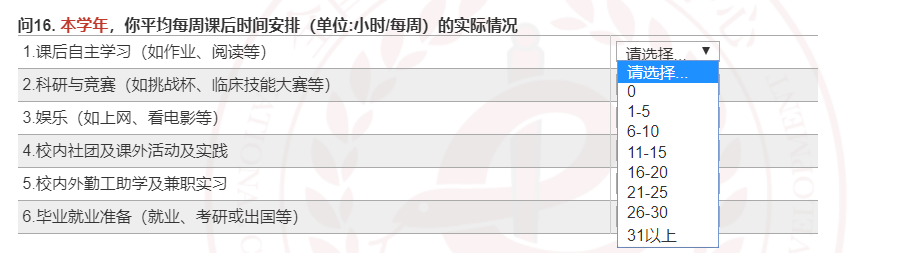 问16. 本学年，你平均每周课后时间安排（单位:小时/每周）的实际情况
1.课后自主学习（如作业、阅读等）
请选择...
请选择...
2.科研与竞赛（如挑战杯、临床技能大赛等）
0
1-5
3.娱乐（如上网、看电影等）
6-10
4.校内社团及课外活动及实践
11-15
16-20
5.校内外勤工助学及兼职实习
21-25
6.毕业就业准备（就业、考研或出国等）
26-30
31以上